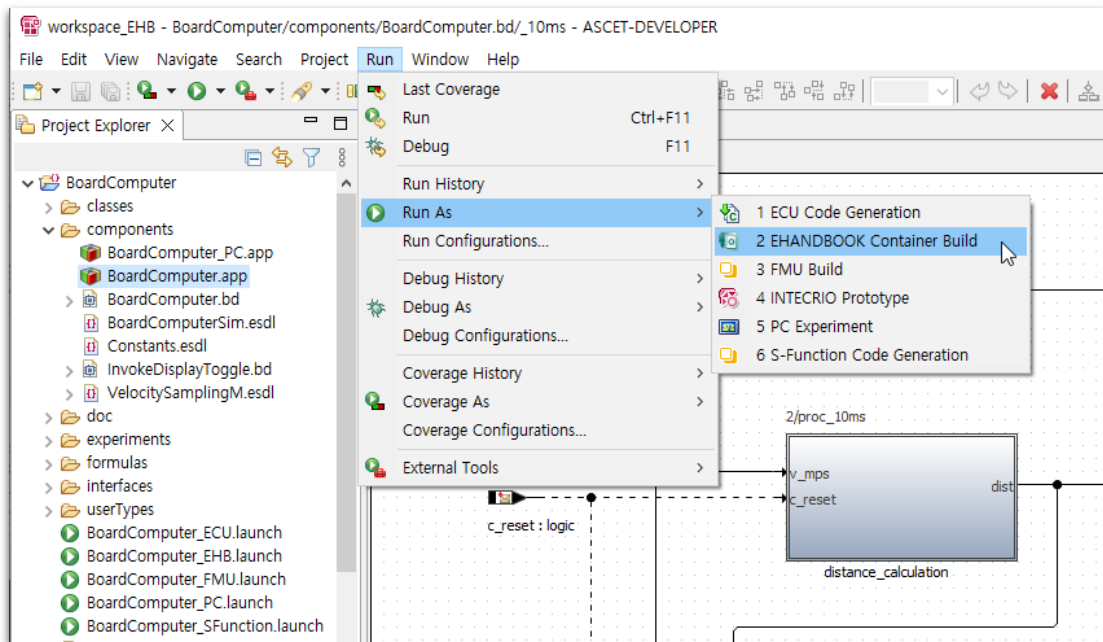 workspace_EHB - BoardComputer/components/BoardComputer.bd/_10ms - ASCET-DEVELOPER
File Edit View Navigate Search Project Run Window Help
Project Explorer
BoardComputer
classes
components
BoardComputer_PC.app
BoardComputer.app
BoardComputer.bd
BoardComputerSim.esdl
Constants.esdl
InvokeDisplayToggle.bd
VelocitySamplingM.esdl
doc
experiments
formulas
interfaces
userTypes
BoardComputer_ECU.launch
BoardComputer_EHB.launch
BoardComputer_FMU.launch
BoardComputer_PC.launch
BoardComputer_SFunction.launch
Last Coverage
Run Ctrl+F11
Debug F11
Run History
Run As
Run Configurations...
Debug History
Debug As
Debug Configurations...
Coverage History
Coverage As
Coverage Configurations...
External Tools
1 ECU Code Generation
2 EHANDBOOK Container Build
3 FMU Build
4 INTECRIO Prototype
5 PC Experiment
6 S-Function Code Generation
2/proc_10ms
v_mps
dist
c_reset
c_reset : logic
distance_calculation